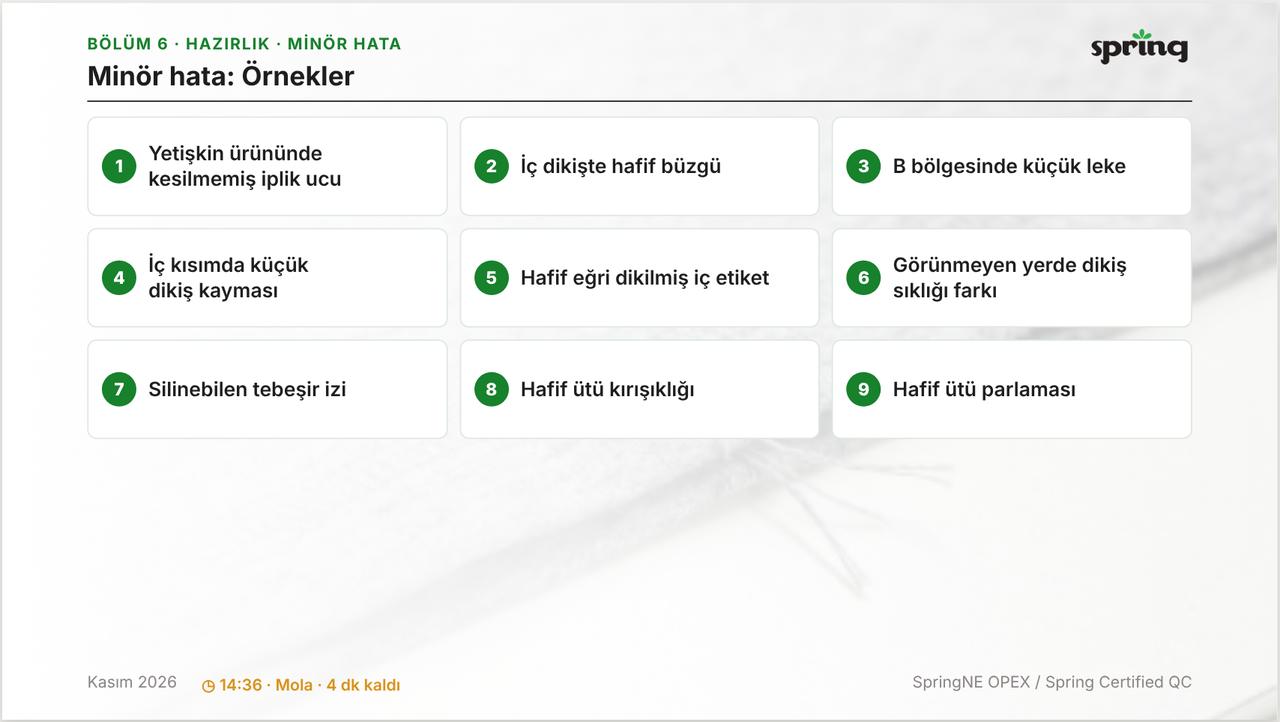 BÖLÜM 6 · HAZIRLIK · MİNÖR HATA
spring
Minör hata: Örnekler
1
Yetişkin ürününde
kesilmemiş iplik ucu
2
İç dikişte hafif büzgü
3
B bölgesinde küçük leke
4
İç kısımda küçük
dikiş kayması
5
Hafif eğri dikilmiş iç etiket
6
Görünmeyen yerde dikiş
sıklığı farkı
7
Silinebilen tebeşir izi
8
Hafif ütü kırışıklığı
9
Hafif ütü parlaması
Kasım 2026
14:36 · Mola · 4 dk kaldı
SpringNE OPEX / Spring Certified QC